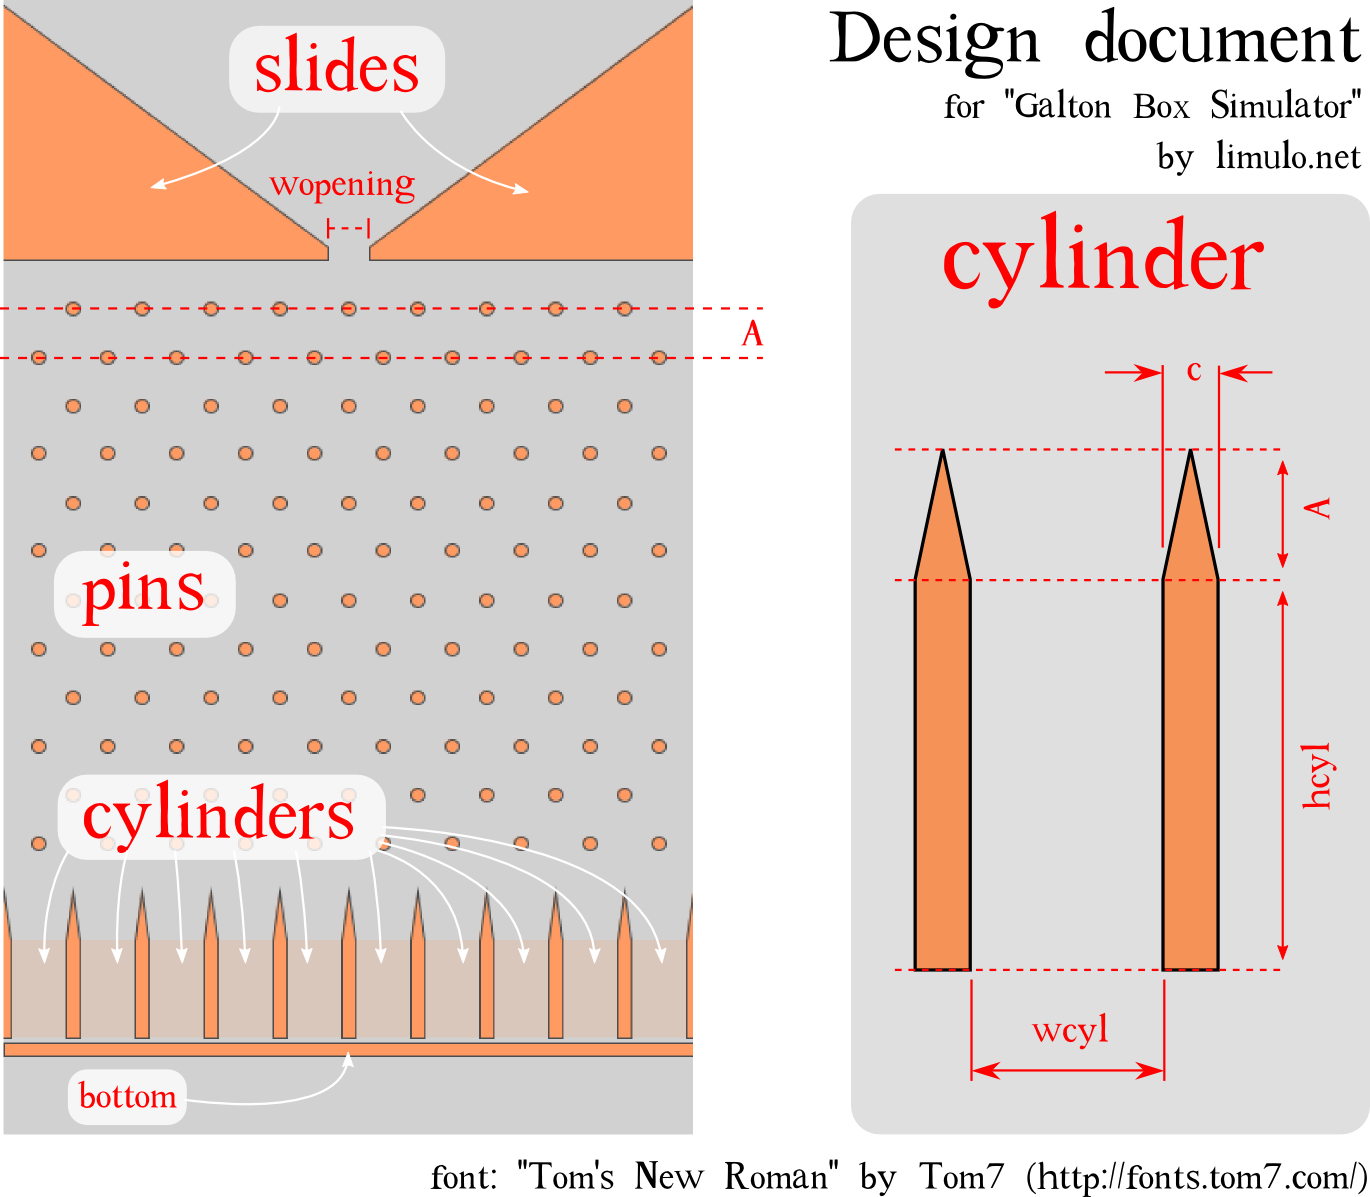 Design document
for "Galton Box Simulator"
by limulo.net
slides
wopening
A
pins
cylinders
bottom
cylinder
c
A
hcyl
wcyl
font: "Tom's New Roman" by Tom7 (http://fonts.tom7.com/)